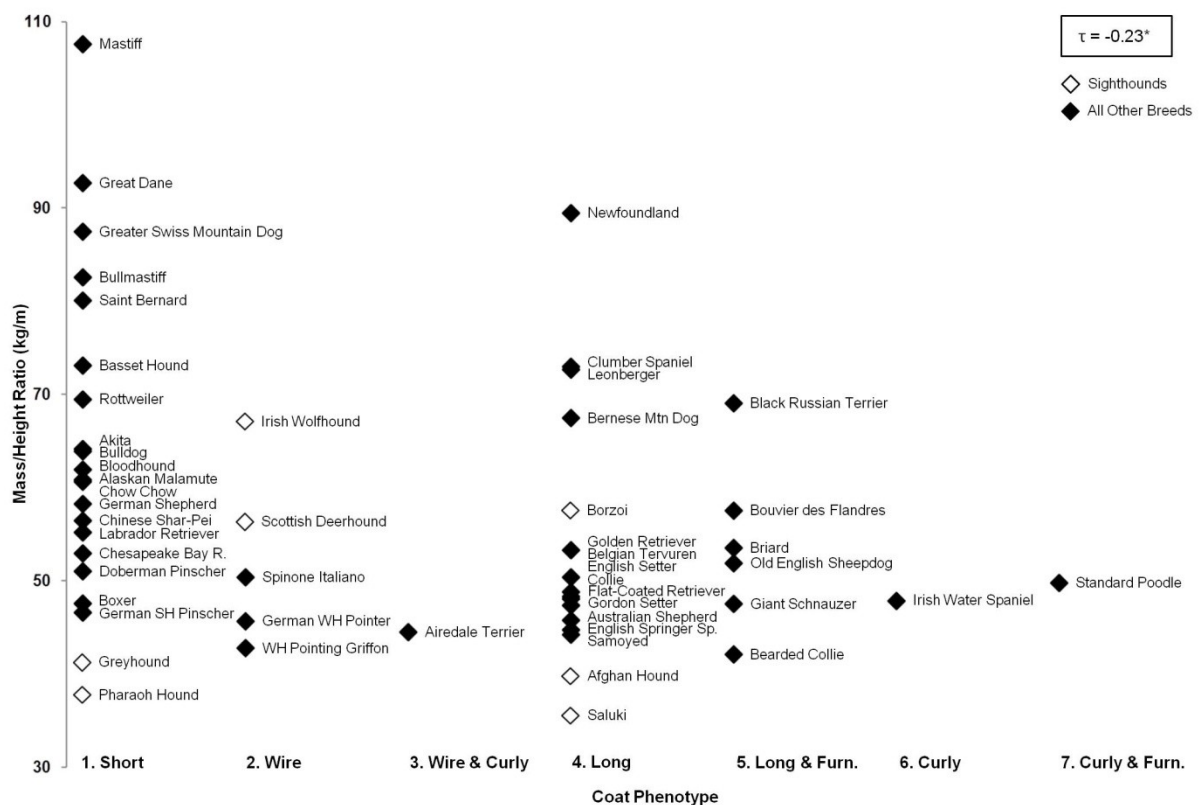 110
90
70
50
30
Mass/Height Ratio (kg/m)
τ = -0.23*
Sighthounds
All Other Breeds
Mastiff
Great Dane
Greater Swiss Mountain Dog
Bullmastiff
Saint Bernard
Basset Hound
Rottweiler
Akita
Bulldog
Bloodhound
Alaskan Malamute
Chow Chow
German Shepherd
Chinese Shar-Pei
Labrador Retriever
Chesapeake Bay R.
Doberman Pinscher
Boxer
German SH Pinscher
Greyhound
Pharaoh Hound
Irish Wolfhound
Scottish Deerhound
Spinone Italiano
German WH Pointer
WH Pointing Griffon
Airedale Terrier
Newfoundland
Clumber Spaniel
Leonberger
Bernese Mtn Dog
Borzoi
Golden Retriever
Belgian Tervuren
English Setter
Collie
Flat-Coated Retriever
Gordon Setter
Australian Shepherd
English Springer Sp.
Samoyed
Afghan Hound
Saluki
Black Russian Terrier
Bouvier des Flandres
Briard
Old English Sheepdog
Giant Schnauzer
Bearded Collie
Irish Water Spaniel
Standard Poodle
1. Short
2. Wire
3. Wire & Curly
4. Long
5. Long & Furn.
6. Curly
7. Curly & Furn.
Coat Phenotype